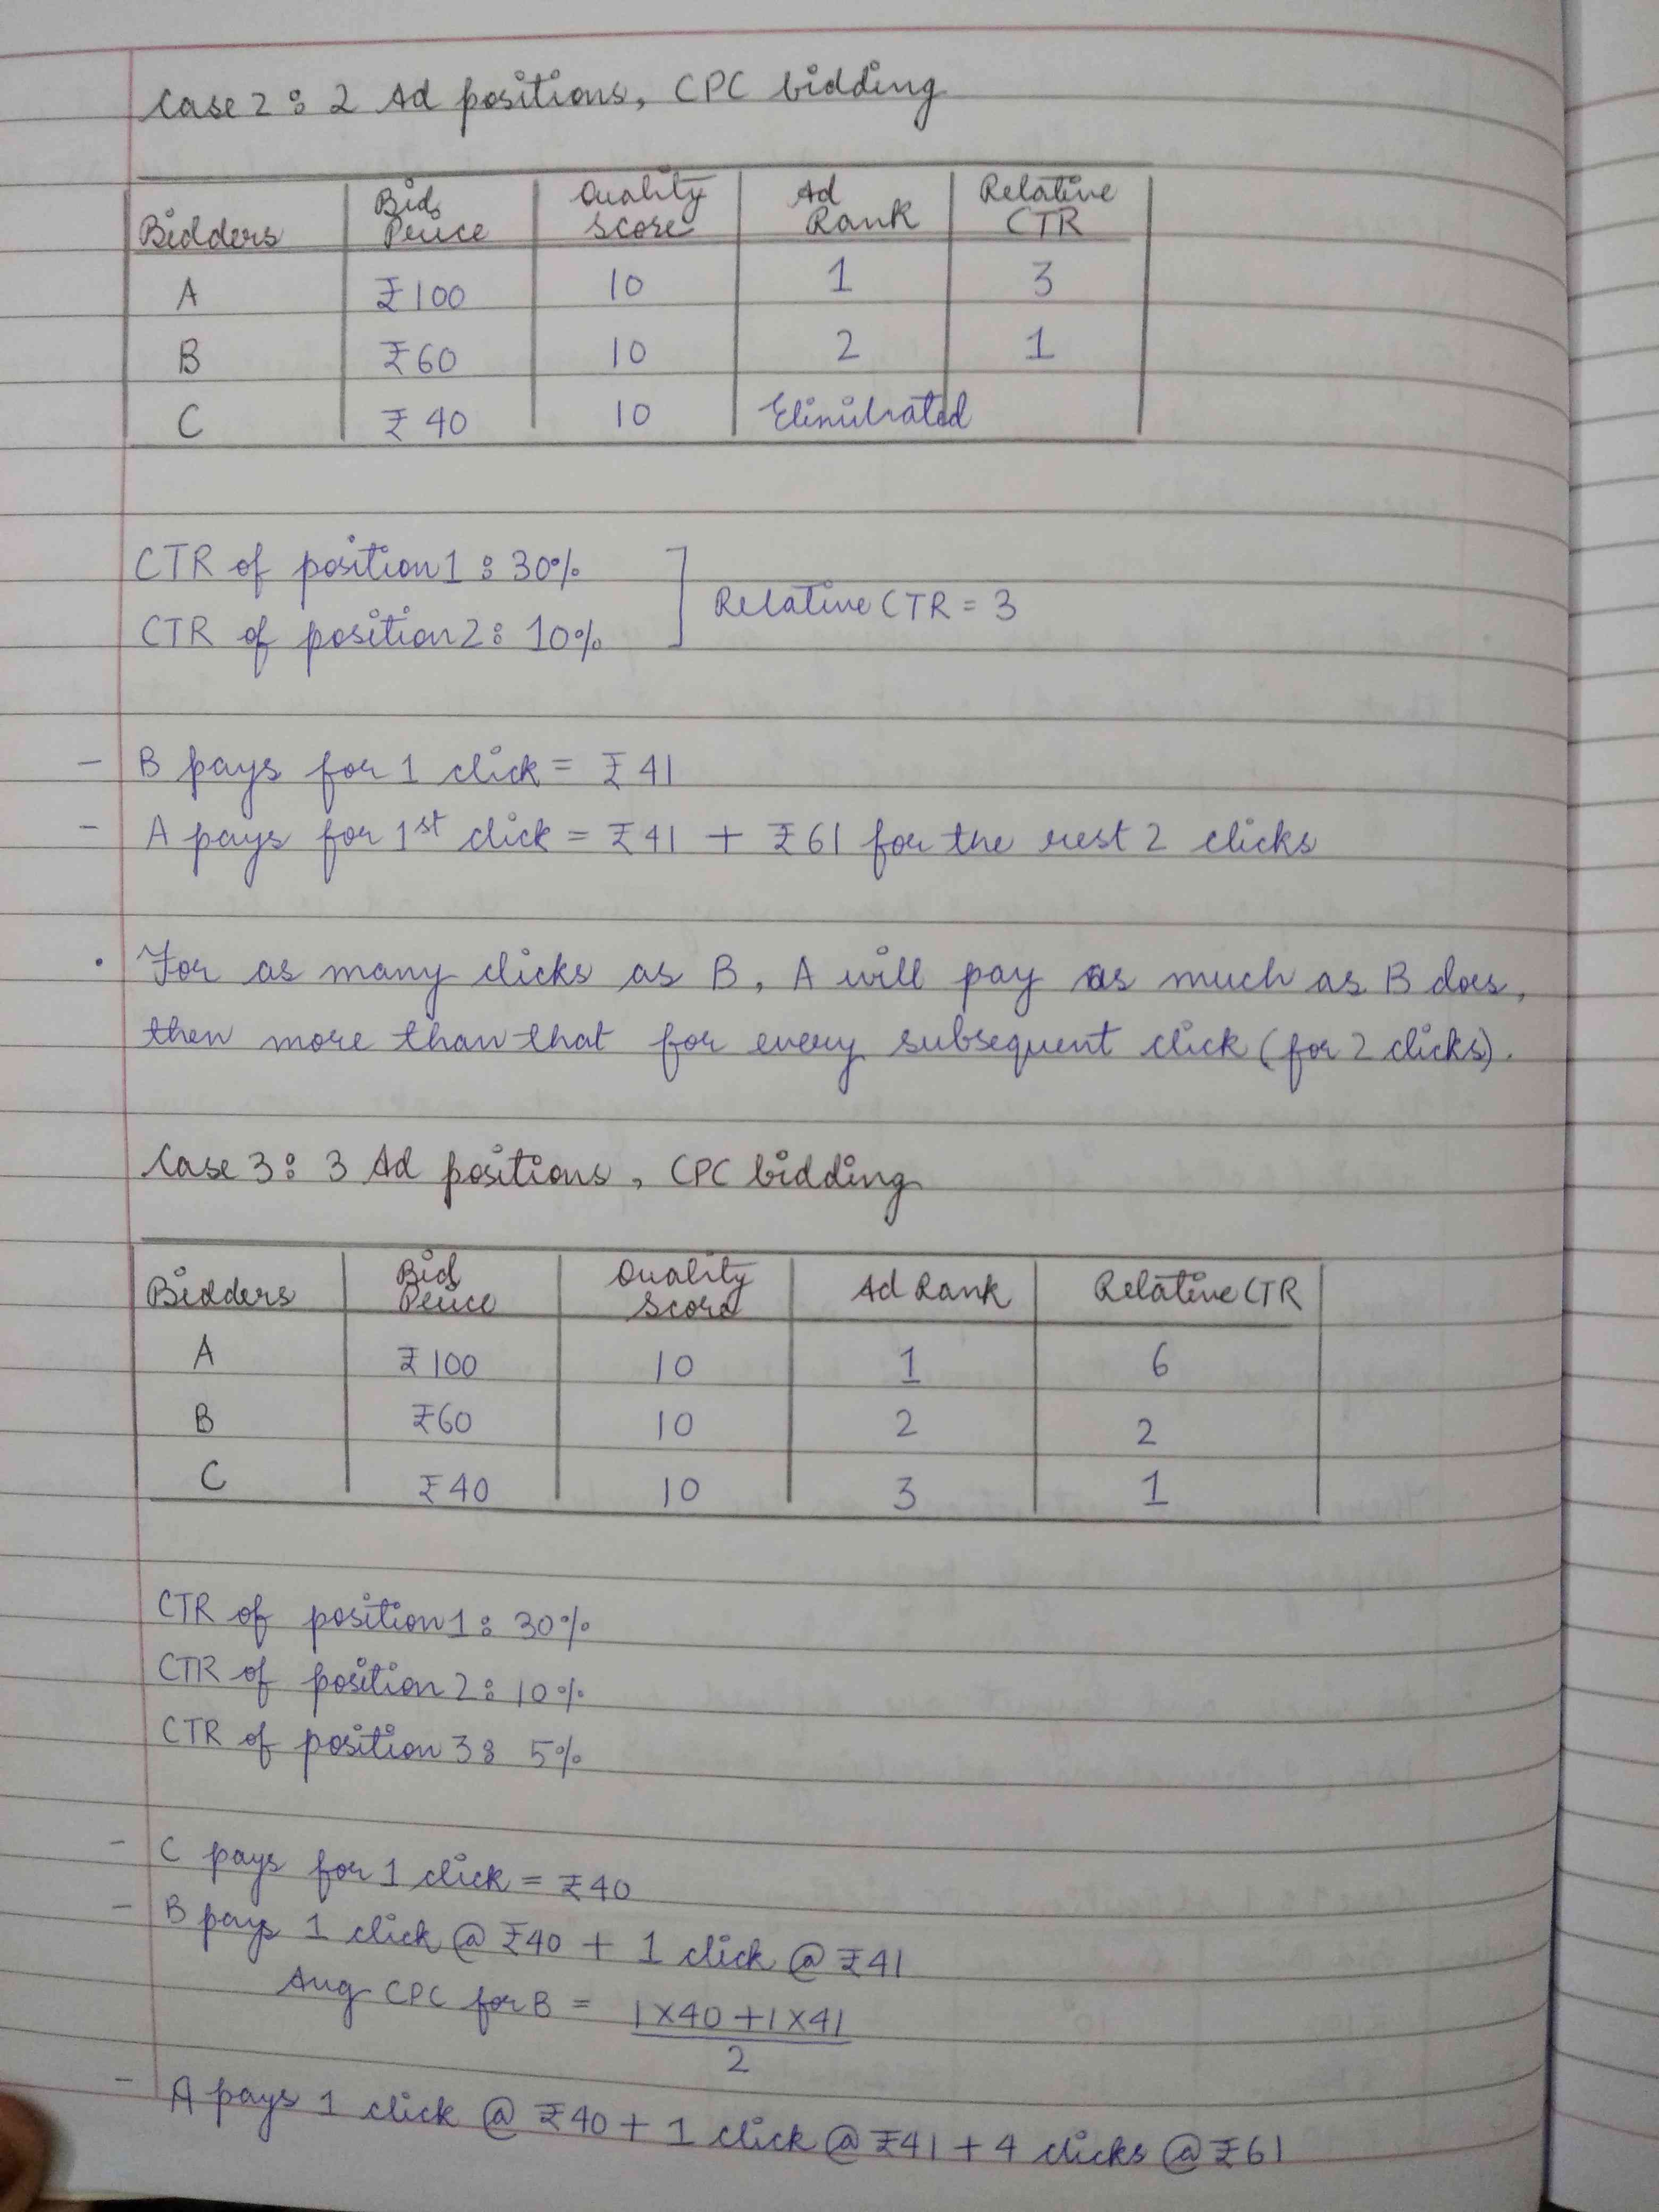 Case 2: 2 Ad positions, CPC bidding
Bidders Bid Price Quality Score Ad Rank Relative CTR
A ₹100 10 1 3
B ₹60 10 2 1
C ₹40 10 Eliminated
CTR of position 1: 30%
CTR of position 2: 10%
Relative CTR = 3
- B pays for 1 click = ₹41
- A pays for 1st click = ₹41 + ₹61 for the rest 2 clicks
• For as many clicks as B, A will pay as much as B does,
then more than that for every subsequent click (for 2 clicks).
Case 3: 3 Ad positions, CPC bidding
Bidders Bid Price Quality Score Ad Rank Relative CTR
A ₹100 10 1 6
B ₹60 10 2 2
C ₹40 10 3 1
CTR of position 1: 30%
CTR of position 2: 10%
CTR of position 3: 5%
- C pays for 1 click = ₹40
- B pays 1 click @ ₹40 + 1 click @ ₹41
Avg CPC for B = 1×40+1×41
2
- A pays 1 click @ ₹40 + 1 click @ ₹41 + 4 clicks @ ₹61